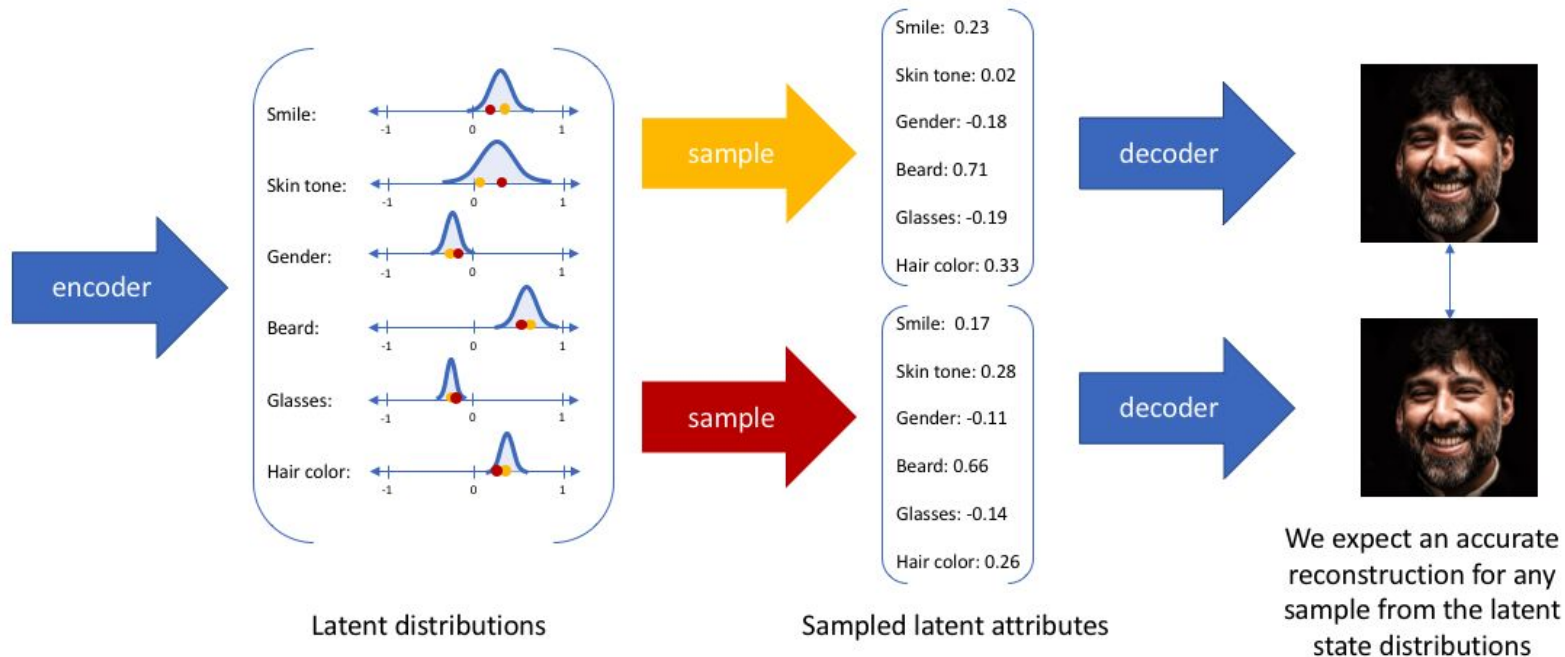 encoder
Smile:
-1 0 1
Skin tone:
-1 0 1
Gender:
-1 0 1
Beard:
-1 0 1
Glasses:
-1 0 1
Hair color:
-1 0 1
Latent distributions
sample
sample
Smile: 0.23
Skin tone: 0.02
Gender: -0.18
Beard: 0.71
Glasses: -0.19
Hair color: 0.33
Smile: 0.17
Skin tone: 0.28
Gender: -0.11
Beard: 0.66
Glasses: -0.14
Hair color: 0.26
Sampled latent attributes
decoder
decoder
We expect an accurate
reconstruction for any
sample from the latent
state distributions